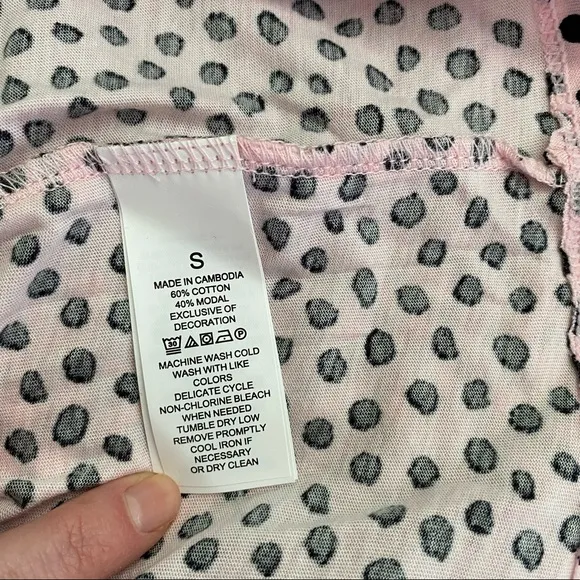 S
MADE IN CAMBODIA
60% COTTON
40% MODAL
EXCLUSIVE OF
DECORATION
30 P
MACHINE WASH COLD
WASH WITH LIKE
COLORS
DELICATE CYCLE
NON-CHLORINE BLEACH
WHEN NEEDED
TUMBLE DRY LOW
REMOVE PROMPTLY
COOL IRON IF
NECESSARY
OR DRY CLEAN